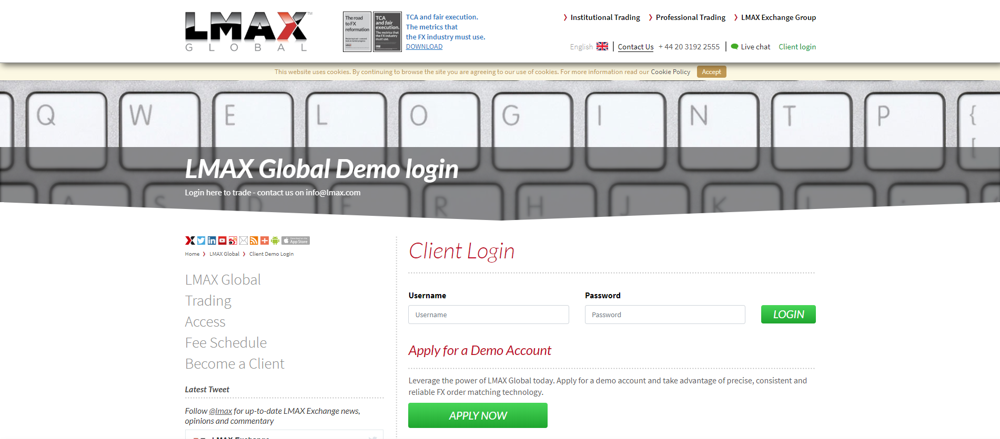 LMAX™
GLOBAL
The road
to FX
reformation
TCA
and fair
execution.
The metrics that
the FX industry
must use.
TCA and fair execution.
The metrics that
the FX industry must use.
DOWNLOAD
Institutional Trading
Professional Trading
LMAX Exchange Group
English
Contact Us
+ 44 20 3192 2555
Live chat
Client login
This website uses cookies. By continuing to browse the site you are agreeing to our use of cookies. For more information read our Cookie Policy
Accept
Q W E L O G I N T P {
[
LMAX Global Demo login
Login here to trade - contact us on info@lmax.com
A S D F R H J K L :
Download on the
App Store
Home
LMAX Global
Client Demo Login
LMAX Global
Trading
Access
Fee Schedule
Become a Client
Latest Tweet
Follow @lmax for up-to-date LMAX Exchange news,
opinions and commentary
LMAX Exchange
Client Login
Username
Password
Username
Password
LOGIN
Apply for a Demo Account
Leverage the power of LMAX Global today. Apply for a demo account and take advantage of precise, consistent and
reliable FX order matching technology.
APPLY NOW